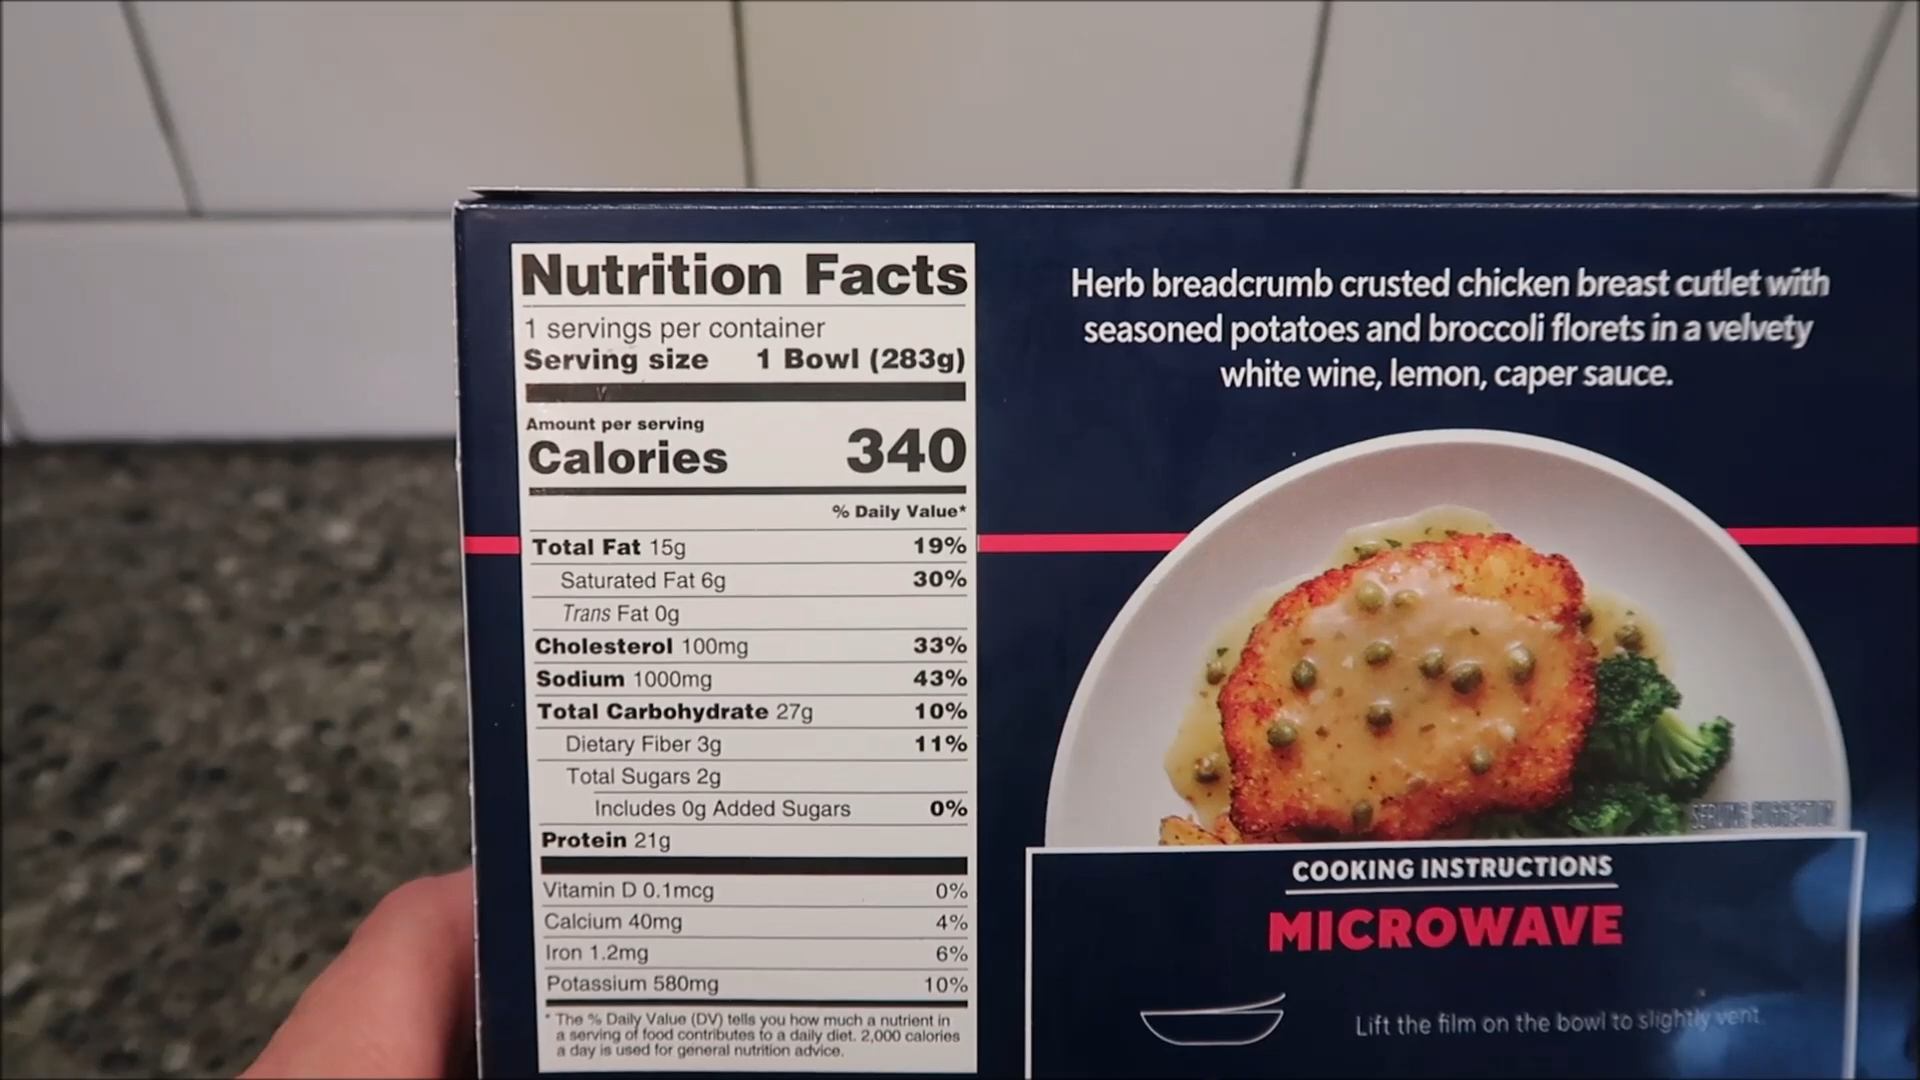 Nutrition Facts
1 servings per container
Serving size 1 Bowl (283g)
Amount per serving
Calories 340
% Daily Value*
Total Fat 15g 19%
Saturated Fat 6g 30%
Trans Fat 0g
Cholesterol 100mg 33%
Sodium 1000mg 43%
Total Carbohydrate 27g 10%
Dietary Fiber 3g 11%
Total Sugars 2g
Includes 0g Added Sugars 0%
Protein 21g
Vitamin D 0.1mcg 0%
Calcium 40mg 4%
Iron 1.2mg 6%
Potassium 580mg 10%
* The % Daily Value (DV) tells you how much a nutrient in
a serving of food contributes to a daily diet. 2,000 calories
a day is used for general nutrition advice.
Herb breadcrumb crusted chicken breast cutlet with
seasoned potatoes and broccoli florets in a velvety
white wine, lemon, caper sauce.
SERVING SUGGESTION
COOKING INSTRUCTIONS
MICROWAVE
Lift the film on the bowl to slightly vent.